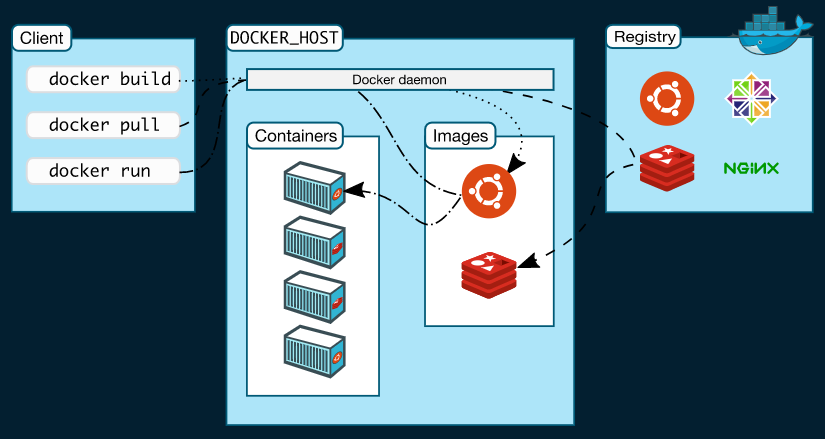 Client
docker build
docker pull
docker run
DOCKER_HOST
Docker daemon
Containers
Images
Registry
NGINX